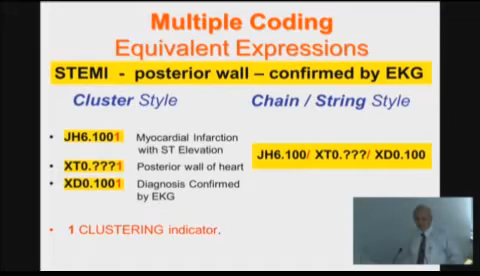 Multiple Coding
Equivalent Expressions
STEMI - posterior wall – confirmed by EKG
Cluster Style
Chain / String Style
• JH6.1001 Myocardial Infarction
with ST Elevation
• XT0.???1 Posterior wall of heart
• XD0.1001 Diagnosis Confirmed
by EKG
JH6.100/ XT0.???/ XD0.100
• 1 CLUSTERING indicator.